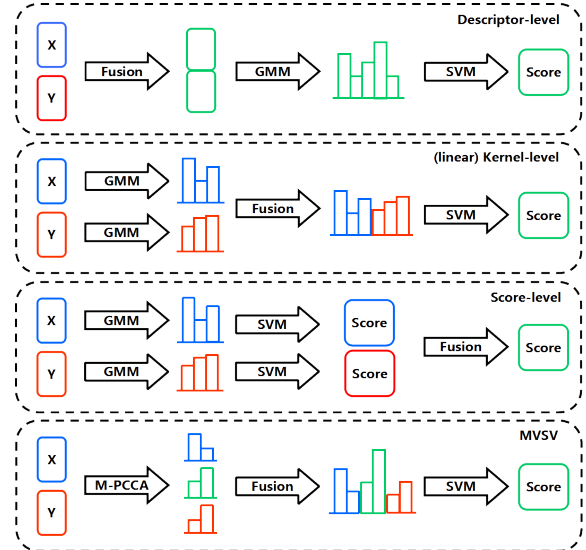 Descriptor-level
X
Y
Fusion
GMM
SVM
Score
(linear) Kernel-level
X
GMM
Y
GMM
Fusion
SVM
Score
Score-level
X
GMM
SVM
Score
Y
GMM
SVM
Score
Fusion
Score
MVSV
X
Y
M-PCCA
Fusion
SVM
Score